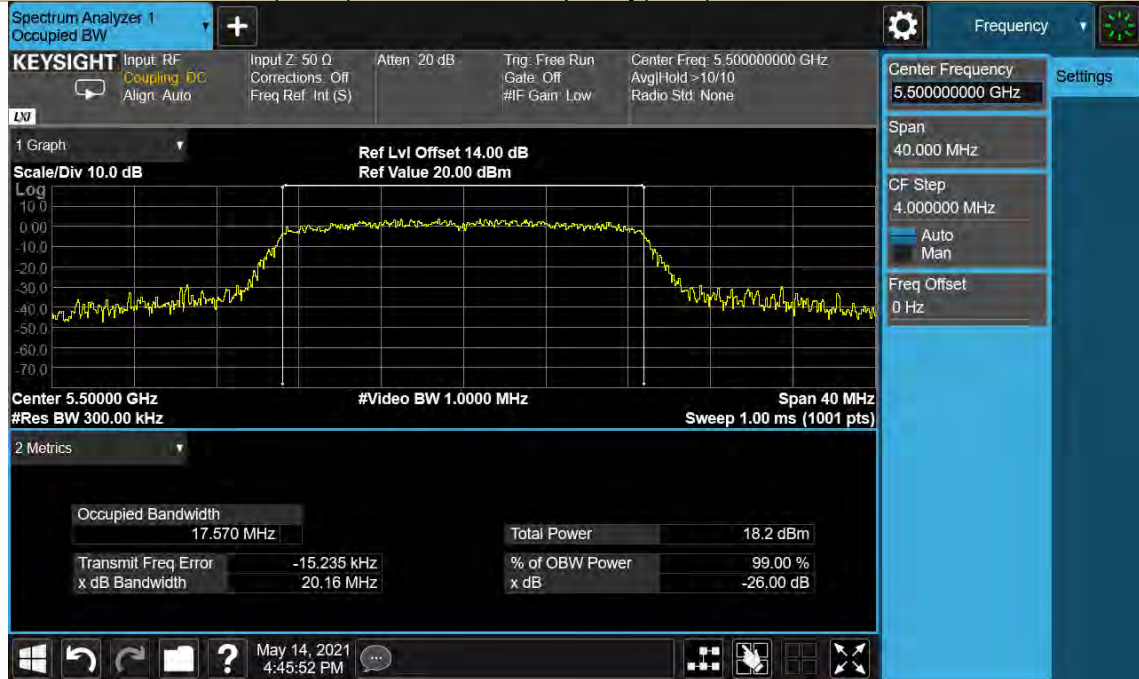 Spectrum Analyzer 1
Occupied BW
+
Frequency
KEYSIGHT
Input: RF
Coupling: DC
Align: Auto
Input Z: 50 Ω
Corrections: Off
Freq Ref: Int (S)
Atten: 20 dB
Trig: Free Run
Gate: Off
#IF Gain: Low
Center Freq: 5.500000000 GHz
Avg|Hold:>10/10
Radio Std: None
LXI
Center Frequency
5.500000000 GHz
Settings
Span
40.000 MHz
CF Step
4.000000 MHz
Auto
Man
Freq Offset
0 Hz
1 Graph
Scale/Div 10.0 dB
Ref Lvl Offset 14.00 dB
Ref Value 20.00 dBm
Log
10.0
0.00
-10.0
-20.0
-30.0
-40.0
-50.0
-60.0
-70.0
Center 5.50000 GHz
#Res BW 300.00 kHz
#Video BW 1.0000 MHz
Span 40 MHz
Sweep 1.00 ms (1001 pts)
2 Metrics
Occupied Bandwidth
17.570 MHz
Total Power 18.2 dBm
Transmit Freq Error -15.235 kHz
% of OBW Power 99.00 %
x dB Bandwidth 20.16 MHz
x dB -26.00 dB
?
May 14, 2021
4:45:52 PM